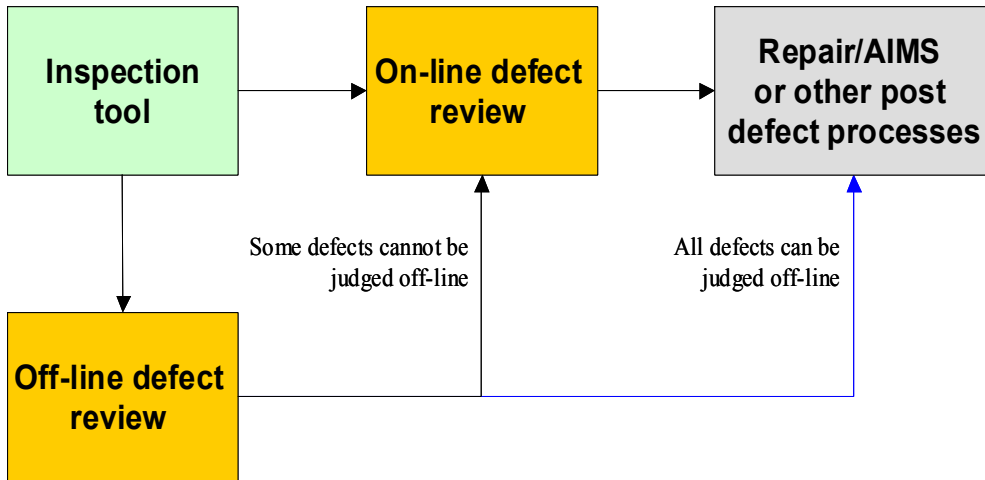 Inspection
tool
On-line defect
review
Repair/AIMS
or other post
defect processes
Some defects cannot be
judged off-line
All defects can be
judged off-line
Off-line defect
review